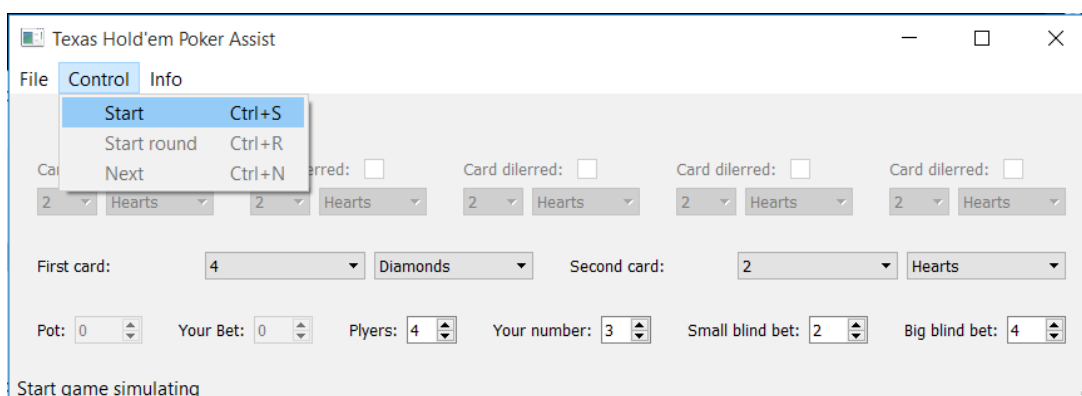 Texas Hold'em Poker Assist
File Control Info
Start Ctrl+S
Start round Ctrl+R
Next Ctrl+N
Card dilerred: Card dilerred: Card dilerred:
2 Hearts 2 Hearts 2 Hearts 2 Hearts 2 Hearts
First card: 4 Diamonds Second card: 2 Hearts
Pot: 0 Your Bet: 0 Plyers: 4 Your number: 3 Small blind bet: 2 Big blind bet: 4
Start game simulating